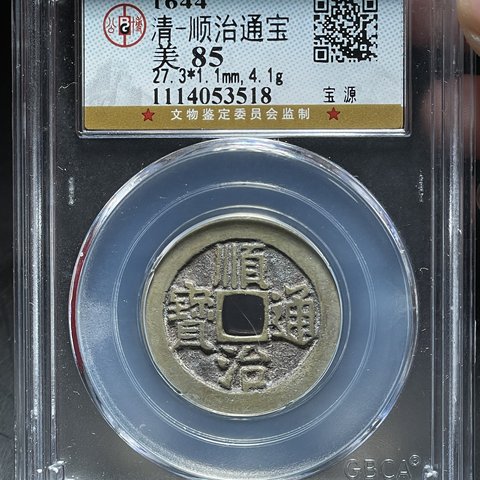 1644
清-顺治通宝
美 85
27.3*1.1mm,4.1g
1114053518
宝 源
★ 文物鉴定委员会监制 ★
順
寶 通
治
GBCA®